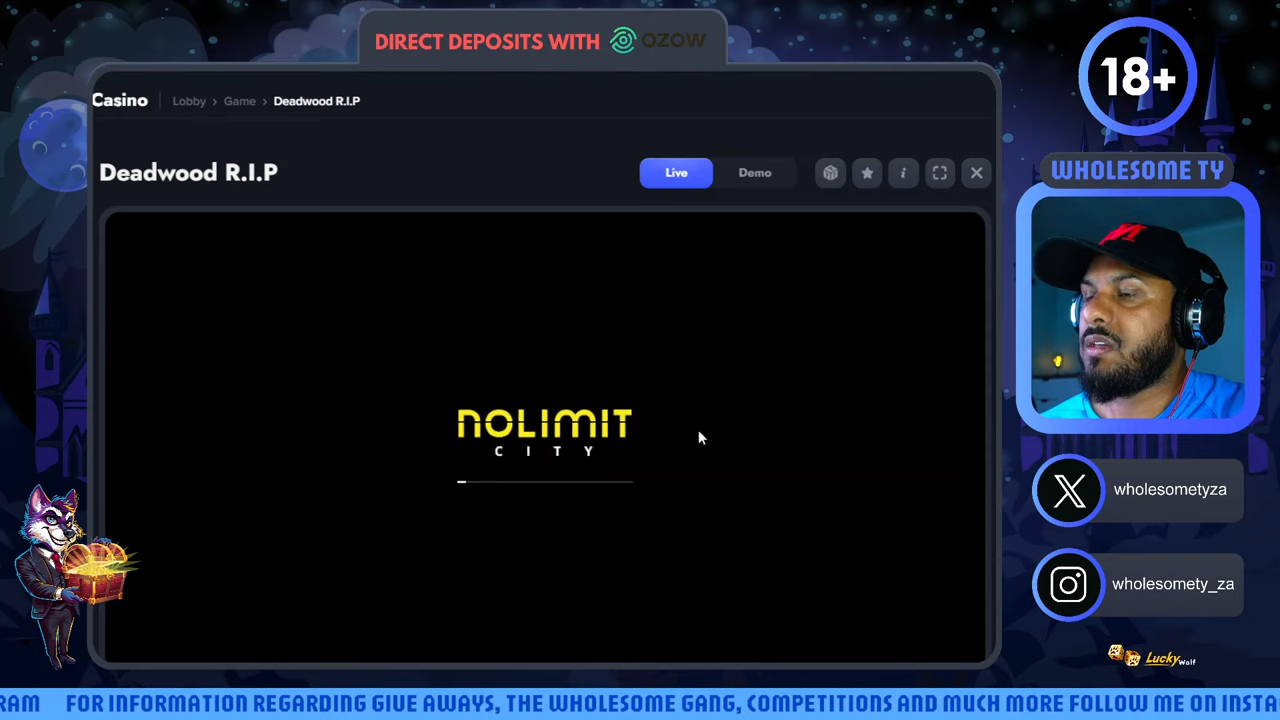 DIRECT DEPOSITS WITH OZOW
18+
Casino
Lobby › Game › Deadwood R.I.P
Deadwood R.I.P
Live
Demo
WHOLESOME TY
NOLIMIT
CITY
wholesometyza
wholesomety_za
Lucky Wolf
RAM FOR INFORMATION REGARDING GIVE AWAYS, THE WHOLESOME GANG, COMPETITIONS AND MUCH MORE FOLLOW ME ON INSTA